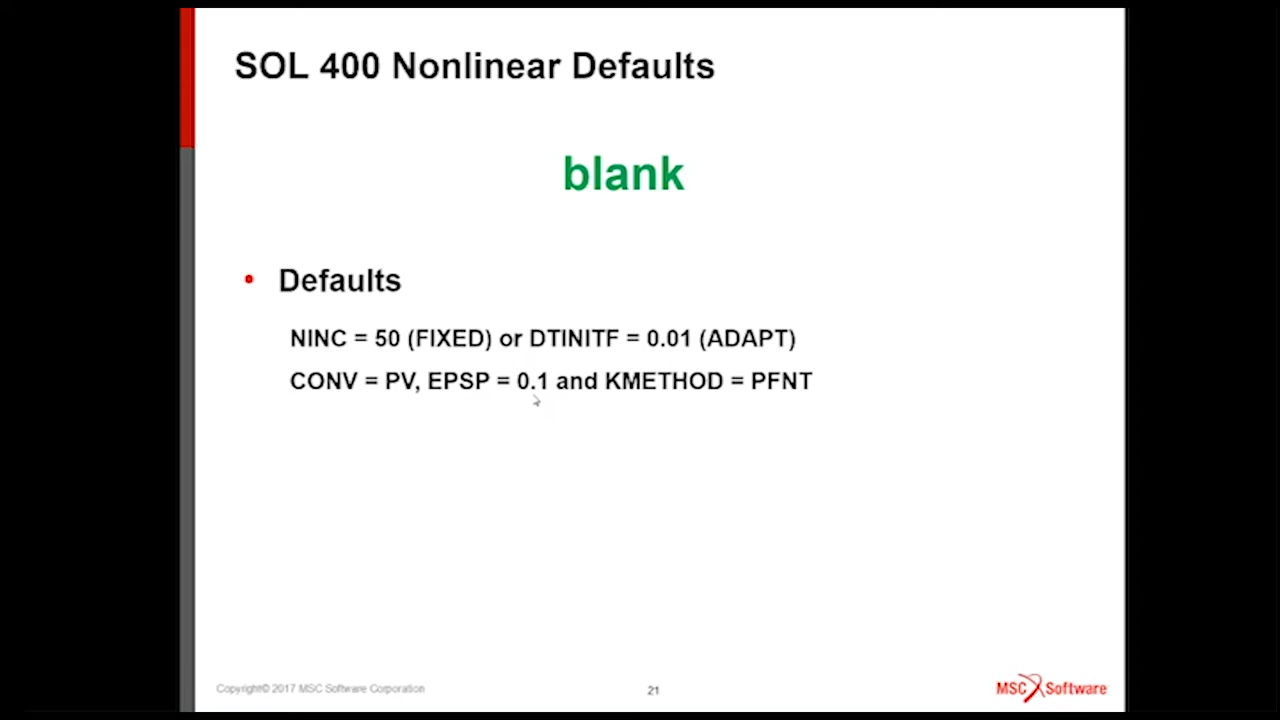 SOL 400 Nonlinear Defaults
blank
• Defaults
NINC = 50 (FIXED) or DTINITF = 0.01 (ADAPT)
CONV = PV, EPSP = 0.1 and KMETHOD = PFNT
Copyright© 2017 MSC Software Corporation
21
MSC Software